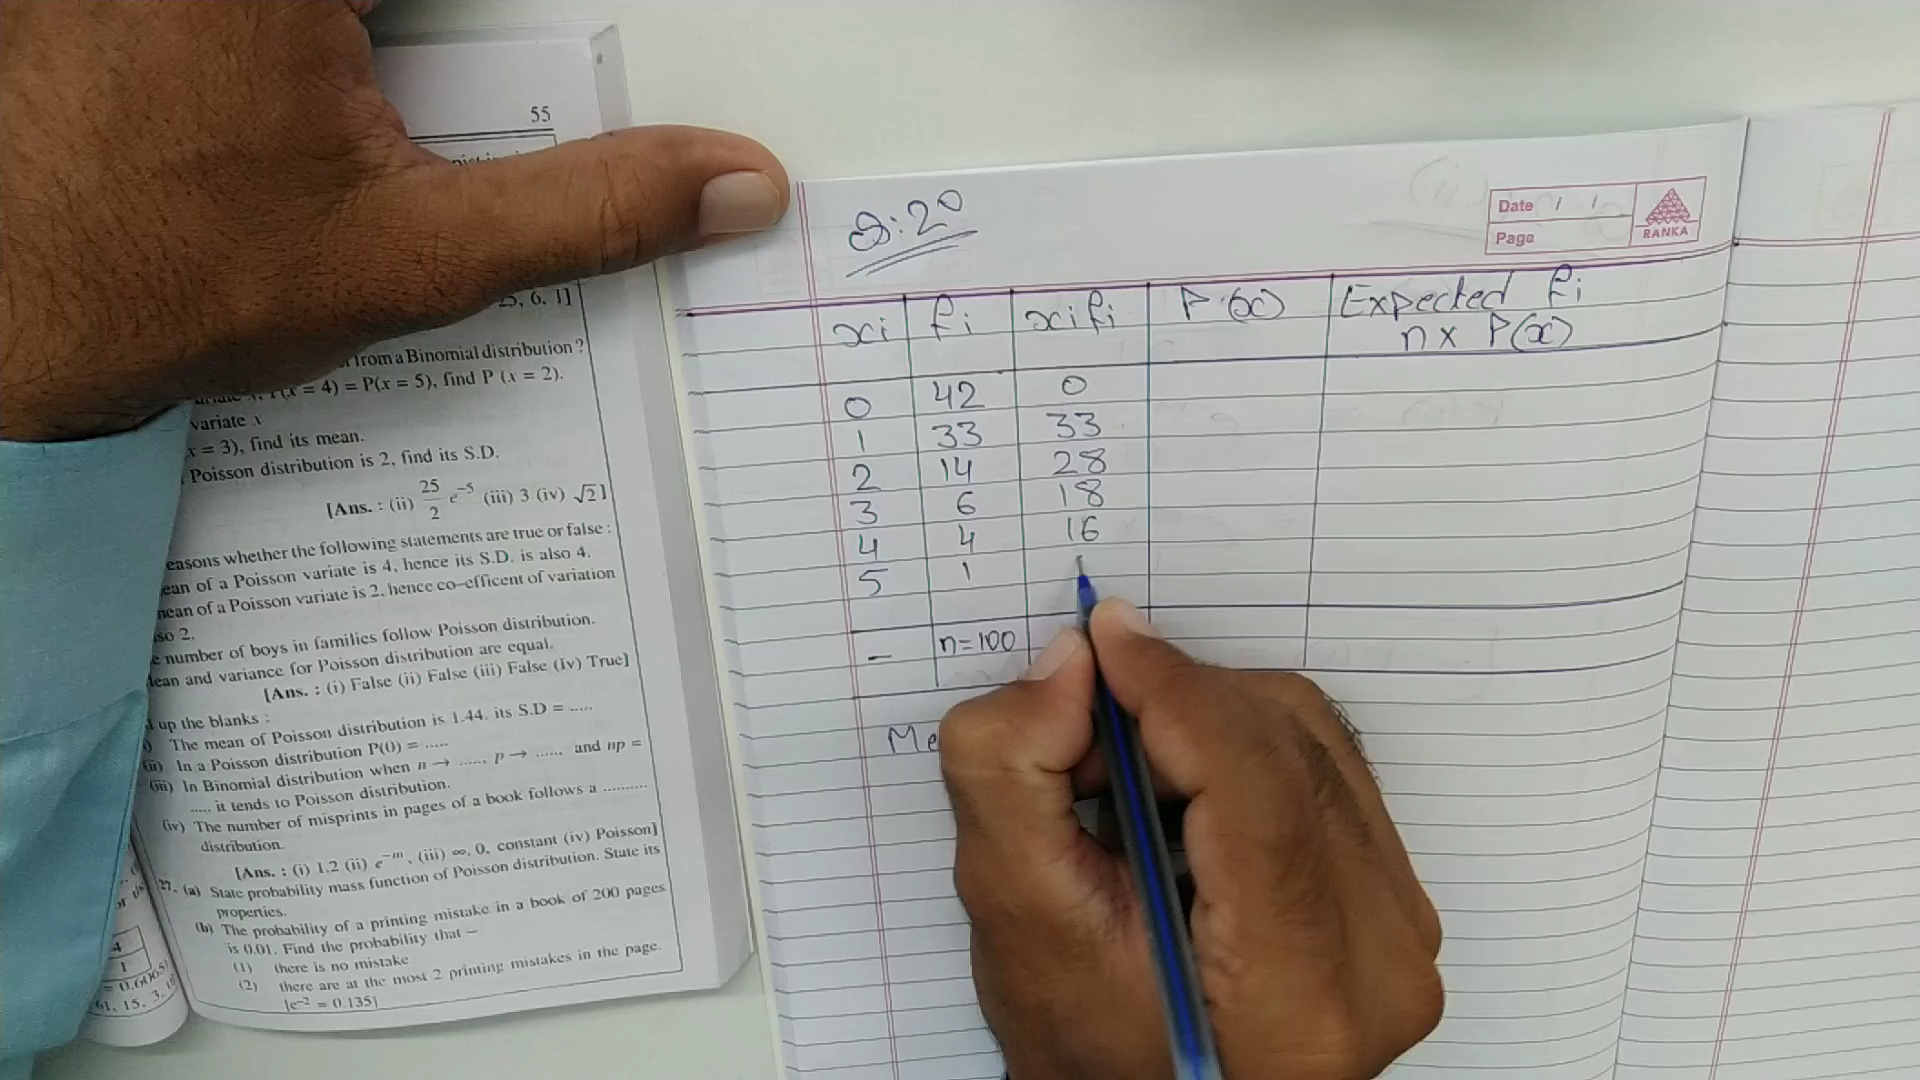 55
25, 6, 1]
from a Binomial distribution ?
(x = 4) = P(x = 5), find P (x = 2).
variate x
x = 3), find its mean.
Poisson distribution is 2, find its S.D.
[Ans. : (ii) 25/2 e⁻⁵ (iii) 3 (iv) √2]
easons whether the following statements are true or false :
ean of a Poisson variate is 4, hence its S.D. is also 4.
mean of a Poisson variate is 2, hence co-efficent of variation
so 2.
e number of boys in families follow Poisson distribution.
ean and variance for Poisson distribution are equal.
[Ans. : (i) False (ii) False (iii) False (iv) True]
up the blanks :
The mean of Poisson distribution is 1.44, its S.D = .....
(ii) In a Poisson distribution P(0) = .....
(iii) In Binomial distribution when n → ...... p → ...... and np =
..... it tends to Poisson distribution.
(iv) The number of misprints in pages of a book follows a ..........
distribution.
[Ans. : (i) 1.2 (ii) e⁻ᵐ, (iii) ∞, 0, constant (iv) Poisson]
27. (a) State probability mass function of Poisson distribution. State its
properties.
(b) The probability of a printing mistake in a book of 200 pages
is 0.01. Find the probability that –
(1) there is no mistake
(2) there are at the most 2 printing mistakes in the page.
[e⁻² = 0.135]
4
1
= 0.6065
61, 15, 3,
Q:20
Date / /
Page
RANKA
xi fi xifi P(x) Expected fi
n x P(x)
0 42 0
1 33 33
2 14 28
3 6 18
4 4 16
5 1
– n=100
Me